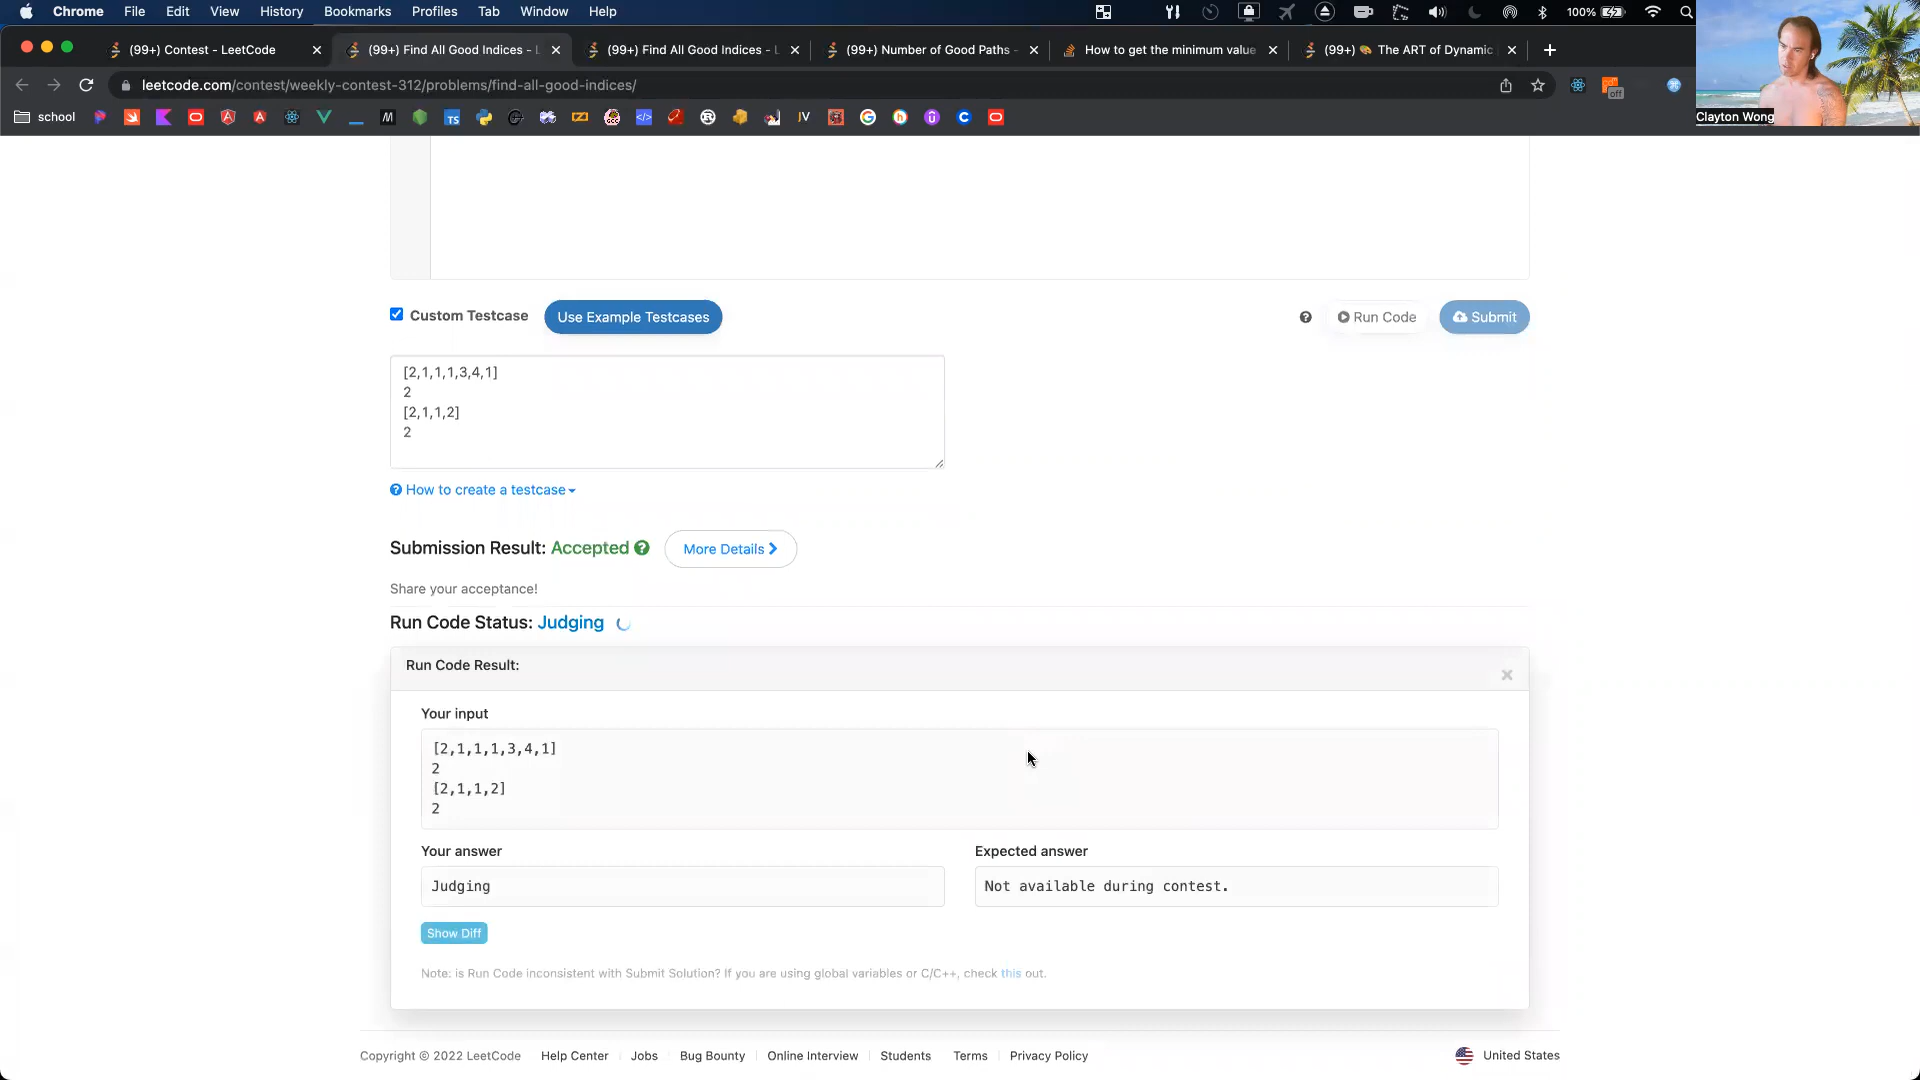 Chrome File Edit View History Bookmarks Profiles Tab Window Help
100%
(99+) Contest - LeetCode
(99+) Find All Good Indices - L
(99+) Find All Good Indices - L
(99+) Number of Good Paths -
How to get the minimum value
(99+) 🎨 The ART of Dynamic
leetcode.com/contest/weekly-contest-312/problems/find-all-good-indices/
off
school
M
TS
JV
Clayton Wong
Custom Testcase
Use Example Testcases
Run Code
Submit
[2,1,1,1,3,4,1]
2
[2,1,1,2]
2
How to create a testcase
Submission Result: Accepted
More Details
Share your acceptance!
Run Code Status: Judging
Run Code Result:
Your input
[2,1,1,1,3,4,1]
2
[2,1,1,2]
2
Your answer
Expected answer
Judging
Not available during contest.
Show Diff
Note: is Run Code inconsistent with Submit Solution? If you are using global variables or C/C++, check this out.
Copyright © 2022 LeetCode
Help Center
Jobs
Bug Bounty
Online Interview
Students
Terms
Privacy Policy
United States